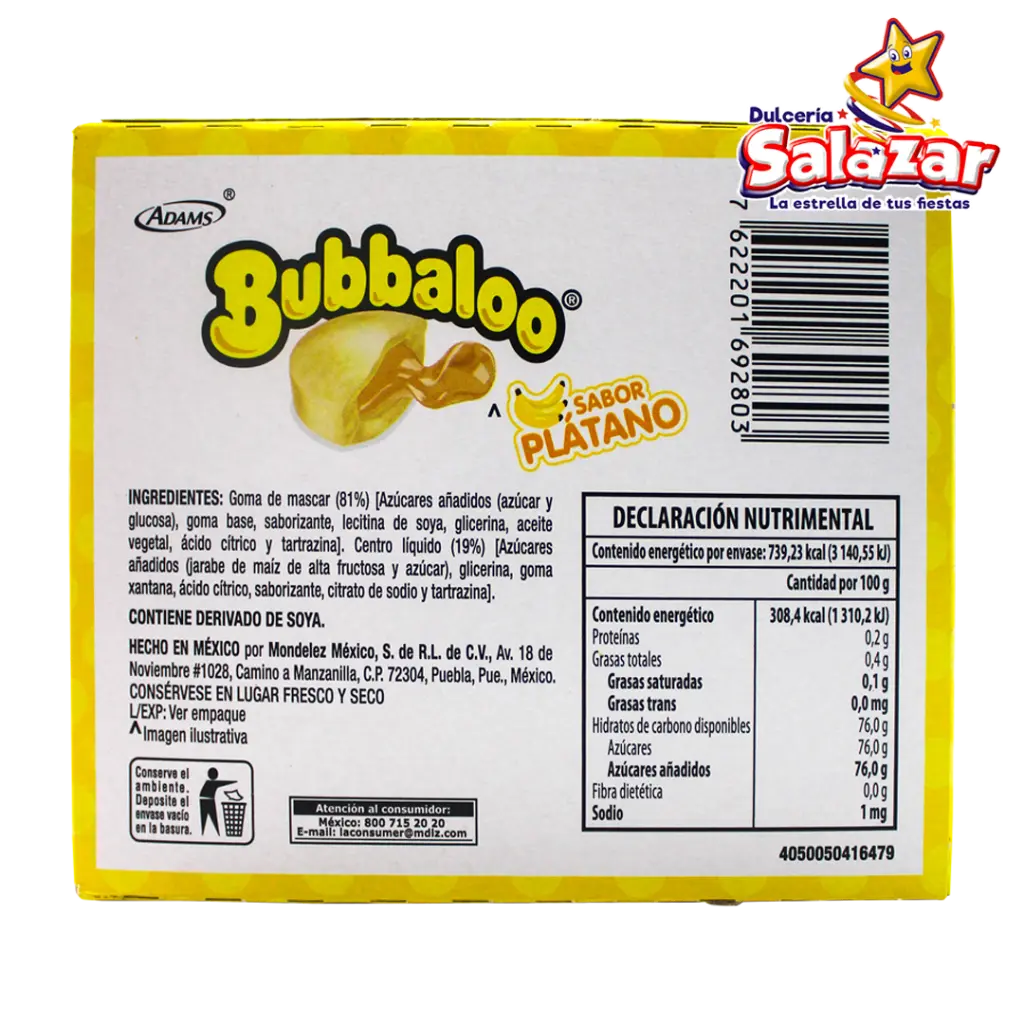 Dulcería
Salazar
La estrella de tus fiestas
ADAMS®
Bubbaloo®
^ SABOR
PLÁTANO
7 622201 692803
INGREDIENTES: Goma de mascar (81%) [Azúcares añadidos (azúcar y
glucosa), goma base, saborizante, lecitina de soya, glicerina, aceite
vegetal, ácido cítrico y tartrazina]. Centro líquido (19%) [Azúcares
añadidos (jarabe de maíz de alta fructosa y azúcar), glicerina, goma
xantana, ácido cítrico, saborizante, citrato de sodio y tartrazina].
CONTIENE DERIVADO DE SOYA.
HECHO EN MÉXICO por Mondelez México, S. de R.L. de C.V., Av. 18 de
Noviembre #1028, Camino a Manzanilla, C.P. 72304, Puebla, Pue., México.
CONSÉRVESE EN LUGAR FRESCO Y SECO
L/EXP: Ver empaque
^Imagen ilustrativa
Conserve el
ambiente.
Deposite el
envase vacío
en la basura.
Atención al consumidor:
México: 800 715 20 20
E-mail: laconsumer@mdlz.com
DECLARACIÓN NUTRIMENTAL
Contenido energético por envase: 739,23 kcal (3 140,55 kJ)
Cantidad por 100 g
Contenido energético 308,4 kcal (1 310,2 kJ)
Proteínas 0,2 g
Grasas totales 0,4 g
Grasas saturadas 0,1 g
Grasas trans 0,0 mg
Hidratos de carbono disponibles 76,0 g
Azúcares 76,0 g
Azúcares añadidos 76,0 g
Fibra dietética 0,0 g
Sodio 1 mg
4050050416479